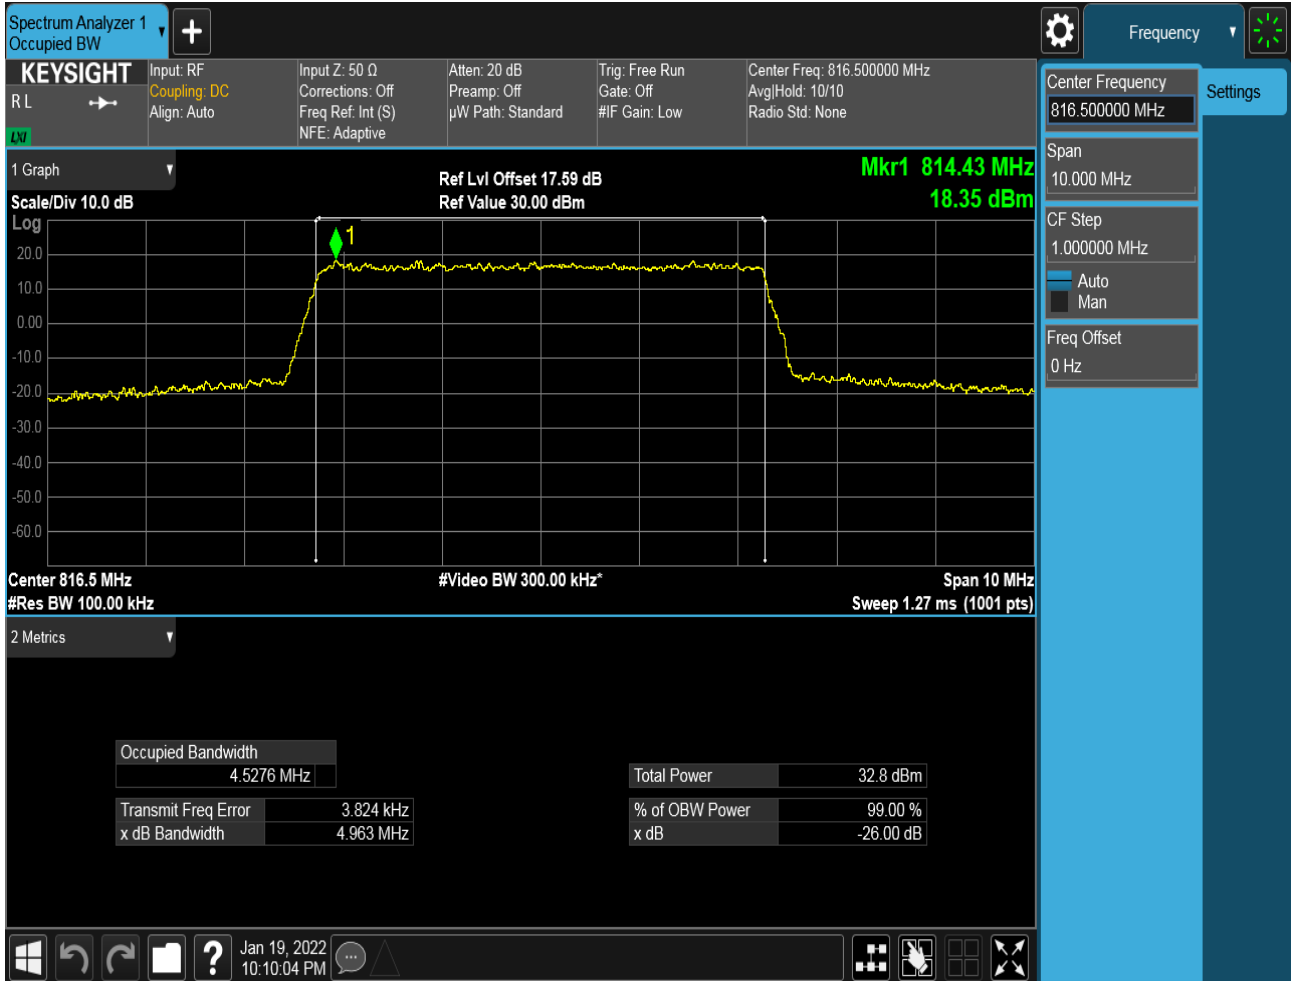 Spectrum Analyzer 1
Occupied BW
Frequency
KEYSIGHT
R L
LXI
Input: RF
Coupling: DC
Align: Auto
Input Z: 50 Ω
Corrections: Off
Freq Ref: Int (S)
NFE: Adaptive
Atten: 20 dB
Preamp: Off
µW Path: Standard
Trig: Free Run
Gate: Off
#IF Gain: Low
Center Freq: 816.500000 MHz
Avg|Hold: 10/10
Radio Std: None
Center Frequency
816.500000 MHz
Settings
Span
10.000 MHz
CF Step
1.000000 MHz
Auto
Man
Freq Offset
0 Hz
1 Graph
Scale/Div 10.0 dB
Ref Lvl Offset 17.59 dB
Ref Value 30.00 dBm
Mkr1 814.43 MHz
18.35 dBm
Log
1
20.0
10.0
0.00
-10.0
-20.0
-30.0
-40.0
-50.0
-60.0
Center 816.5 MHz
#Video BW 300.00 kHz*
Span 10 MHz
#Res BW 100.00 kHz
Sweep 1.27 ms (1001 pts)
2 Metrics
Occupied Bandwidth
4.5276 MHz
Total Power 32.8 dBm
Transmit Freq Error 3.824 kHz
% of OBW Power 99.00 %
x dB Bandwidth 4.963 MHz
x dB -26.00 dB
?
Jan 19, 2022
10:10:04 PM